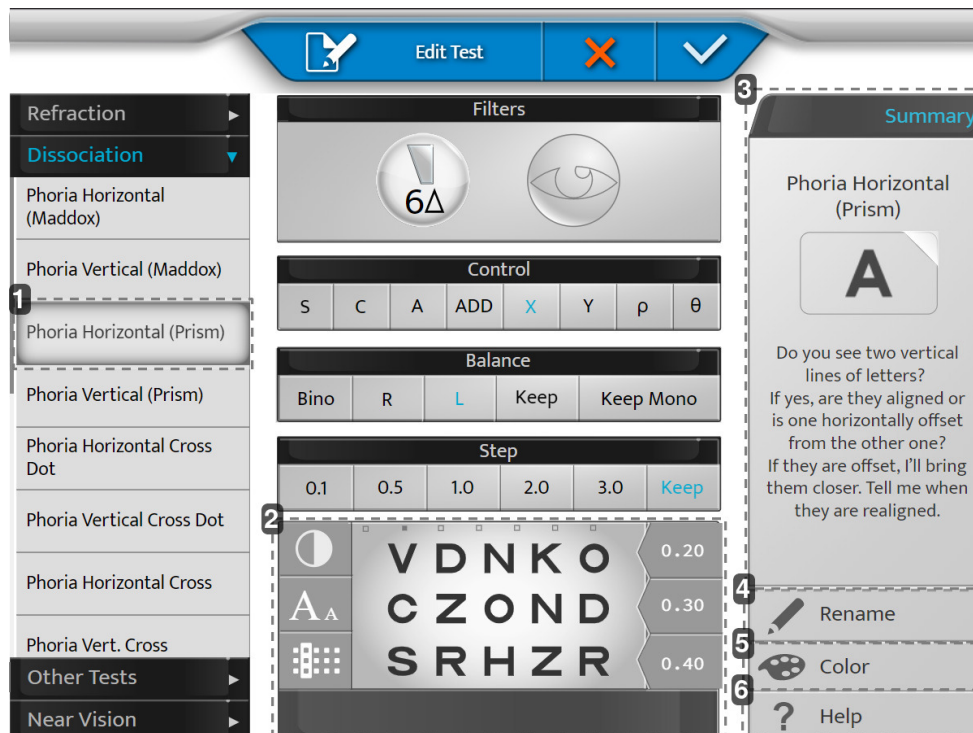 Edit Test
3
Summary
Refraction
Dissociation
Phoria Horizontal
(Maddox)
Phoria Vertical (Maddox)
1
Phoria Horizontal (Prism)
Phoria Vertical (Prism)
Phoria Horizontal Cross
Dot
Phoria Vertical Cross Dot
Phoria Horizontal Cross
Phoria Vert. Cross
Other Tests
Near Vision
Filters
6Δ
Control
S C A ADD X Y ρ θ
Balance
Bino R L Keep Keep Mono
Step
0.1 0.5 1.0 2.0 3.0 Keep
2
V D N K O 0.20
A A C Z O N D 0.30
S R H Z R 0.40
Phoria Horizontal
(Prism)
A
Do you see two vertical
lines of letters?
If yes, are they aligned or
is one horizontally offset
from the other one?
If they are offset, I'll bring
them closer. Tell me when
they are realigned.
4
Rename
5
Color
6
? Help